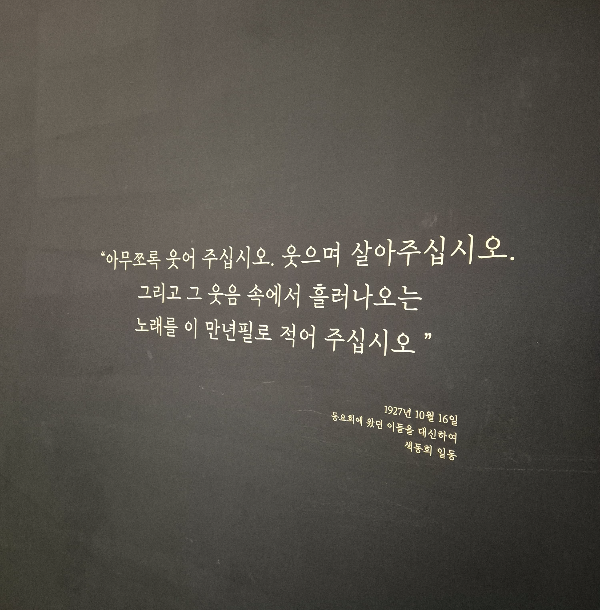 “아무쪼록 웃어 주십시오. 웃으며 살아주십시오.
그리고 그 웃음 속에서 흘러나오는
노래를 이 만년필로 적어 주십시오 ”
1927년 10월 16일
동요회에 왔던 이들을 대신하여
색동회 일동